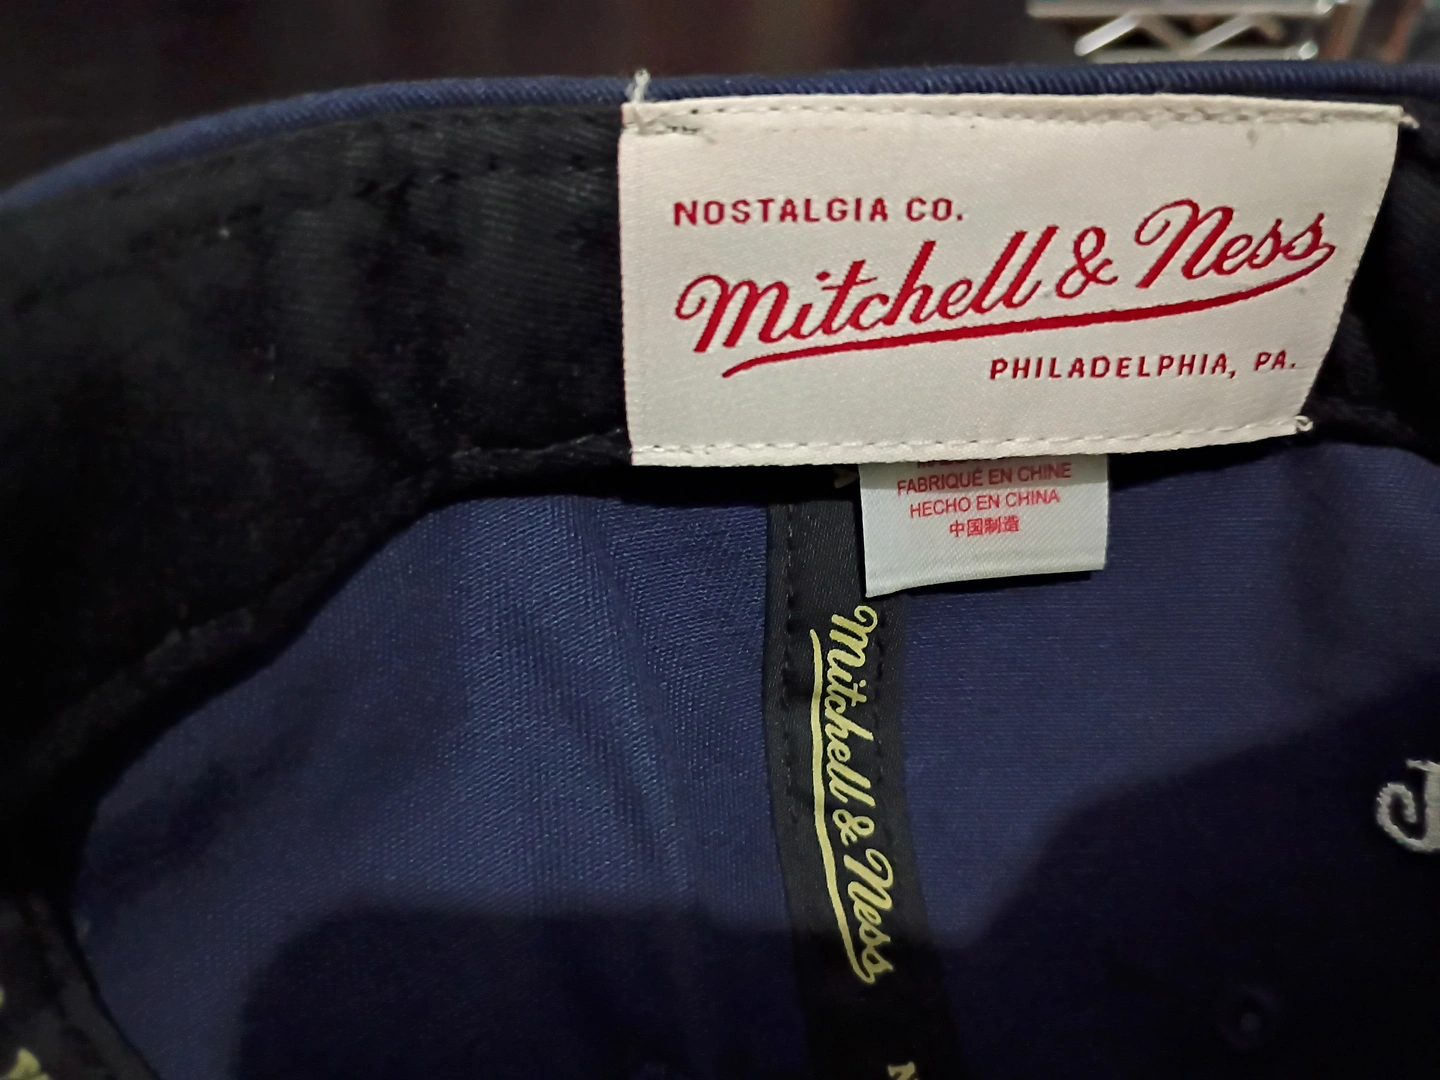 NOSTALGIA CO.
Mitchell & Ness
PHILADELPHIA, PA.
FABRIQUÉ EN CHINE
HECHO EN CHINA
中国制造
Mitchell & Ness